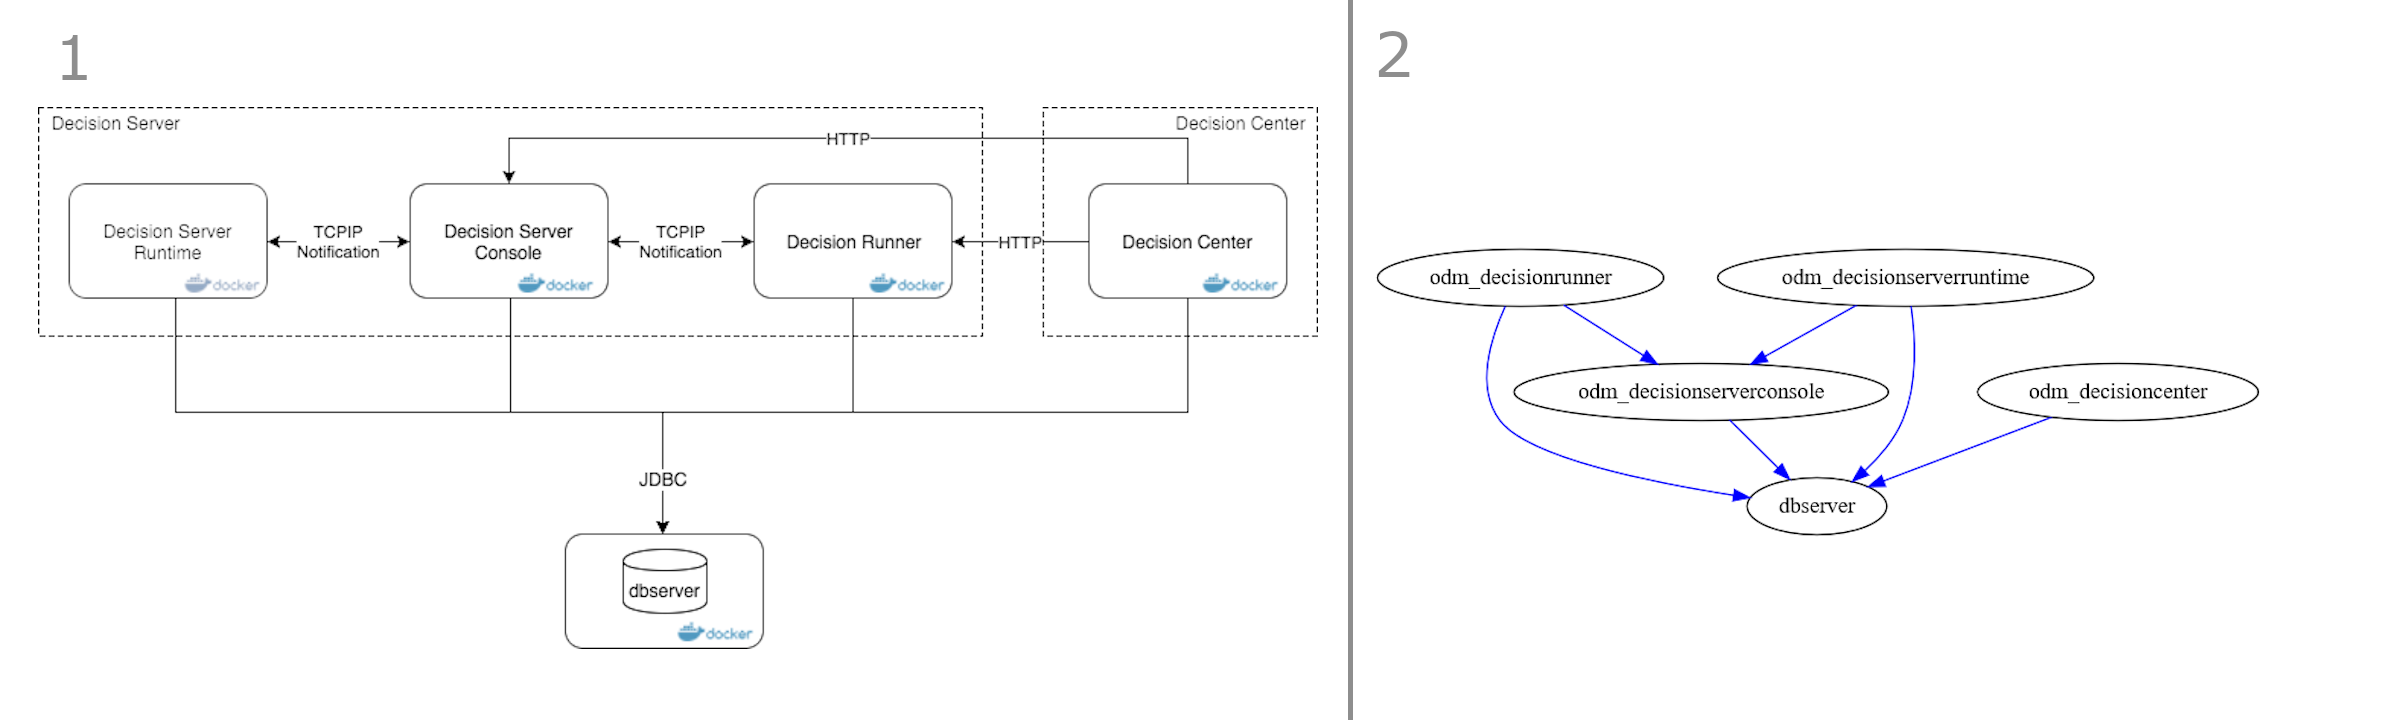 1
Decision Server
Decision Center
HTTP
Decision Server
Runtime
docker
TCPIP
Notification
Decision Server
Console
docker
TCPIP
Notification
Decision Runner
docker
HTTP
Decision Center
docker
JDBC
dbserver
docker
2
odm_decisionrunner
odm_decisionserverruntime
odm_decisionserverconsole
odm_decisioncenter
dbserver